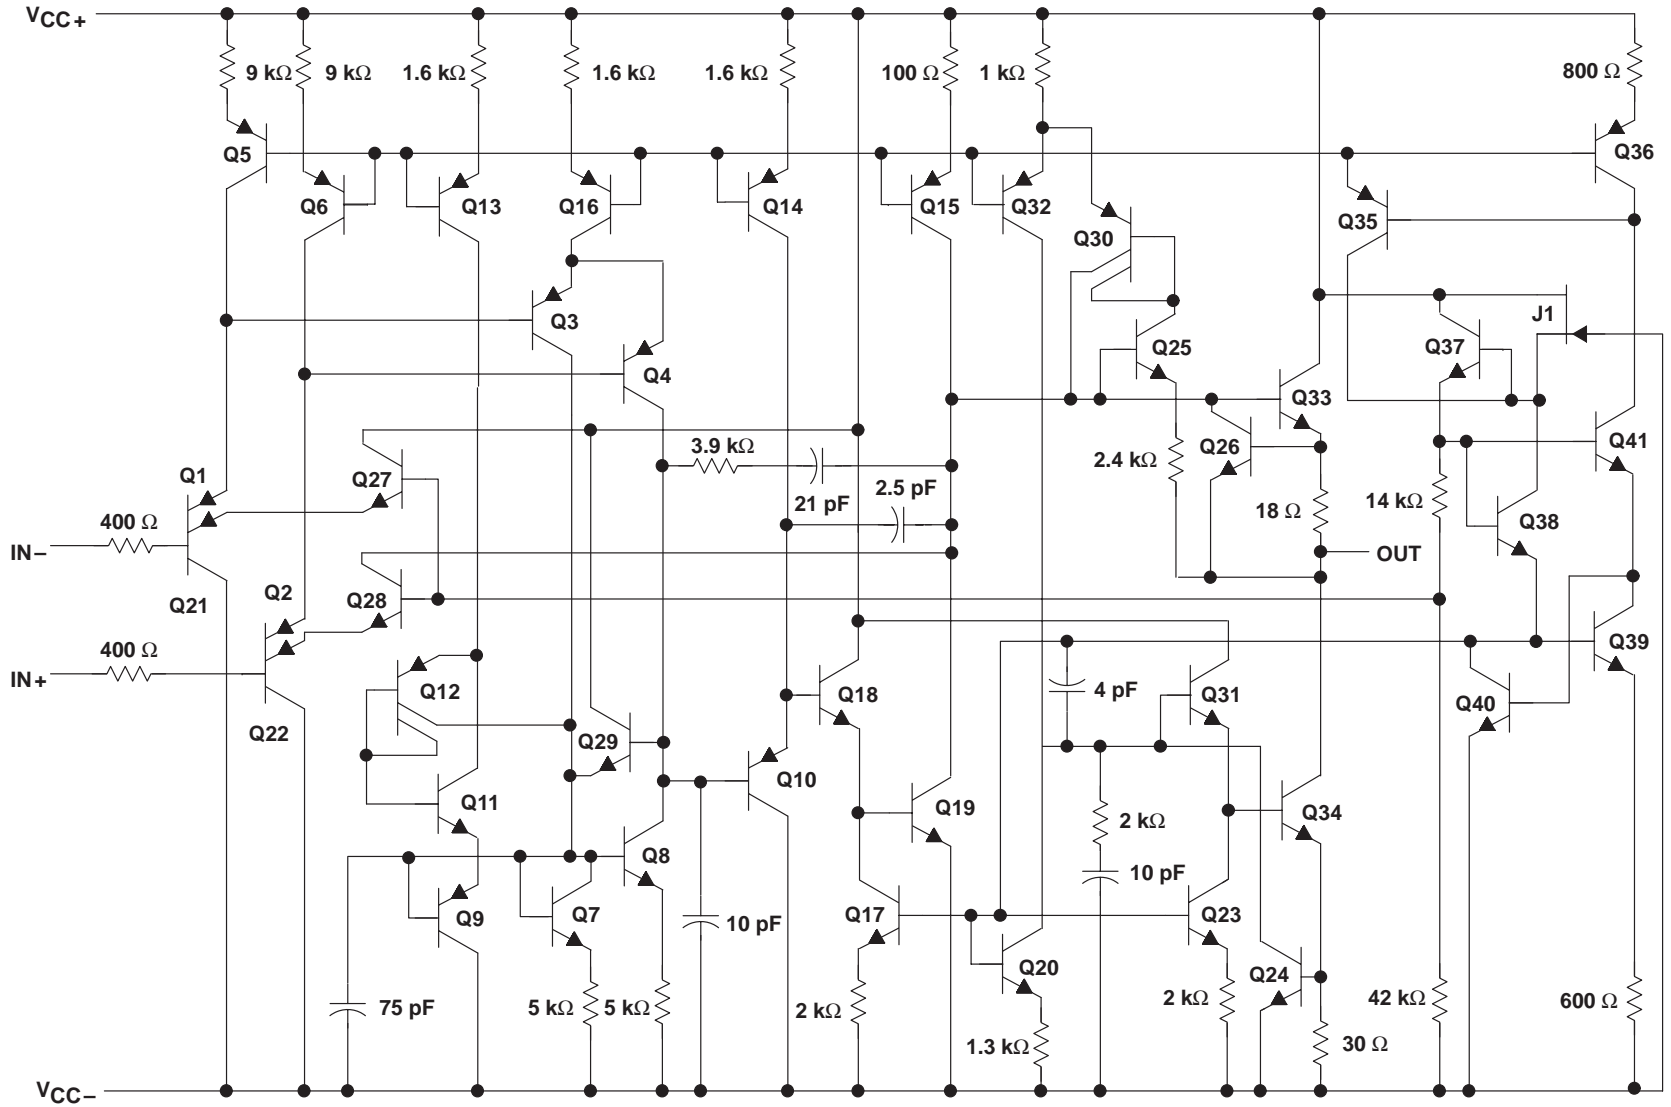 VCC+
9 kΩ 9 kΩ 1.6 kΩ 1.6 kΩ 1.6 kΩ 100 Ω 1 kΩ 800 Ω
Q5 Q36
Q6 Q13 Q16 Q14 Q15 Q32 Q35
Q30
Q3 J1
Q25 Q37
Q4
Q33
3.9 kΩ Q26 Q41
2.4 kΩ
Q1 Q27
21 pF 2.5 pF 18 Ω 14 kΩ
400 Ω Q38
IN− OUT
Q2
Q21 Q28
400 Ω Q39
IN+
Q12 Q18 4 pF Q31 Q40
Q22 Q29
Q10
Q11 Q19 Q34
2 kΩ
Q8
10 pF
Q9 Q7 10 pF Q17 Q23
Q20 Q24
75 pF 5 kΩ 5 kΩ 2 kΩ 2 kΩ 42 kΩ 600 Ω
1.3 kΩ 30 Ω
VCC−